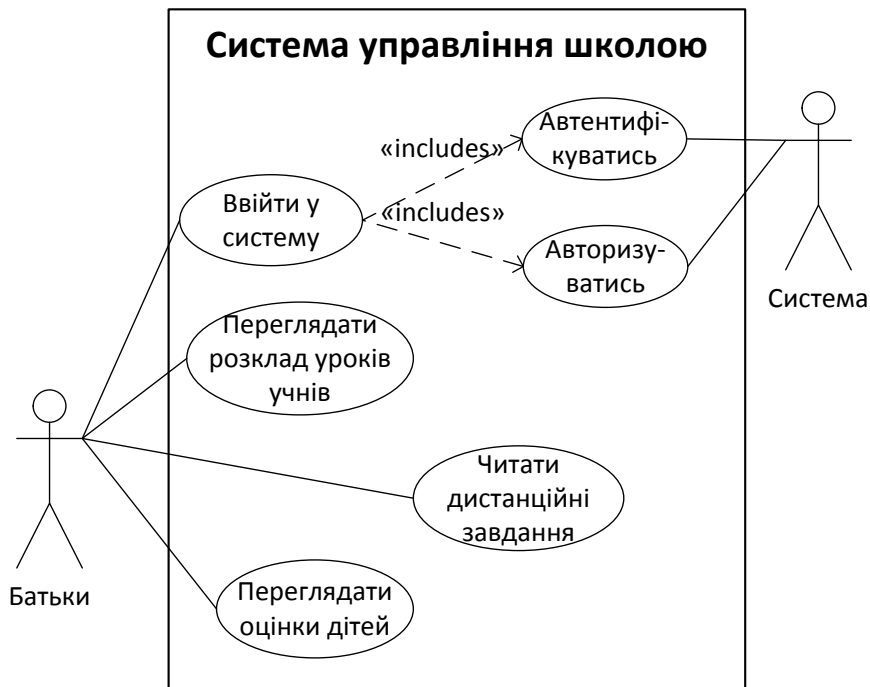 Система управління школою
Автентифі-
куватись
«includes»
Ввійти у
систему
«includes»
Авторизу-
ватись
Система
Переглядати
розклад уроків
учнів
Читати
дистанційні
завдання
Батьки
Переглядати
оцінки дітей